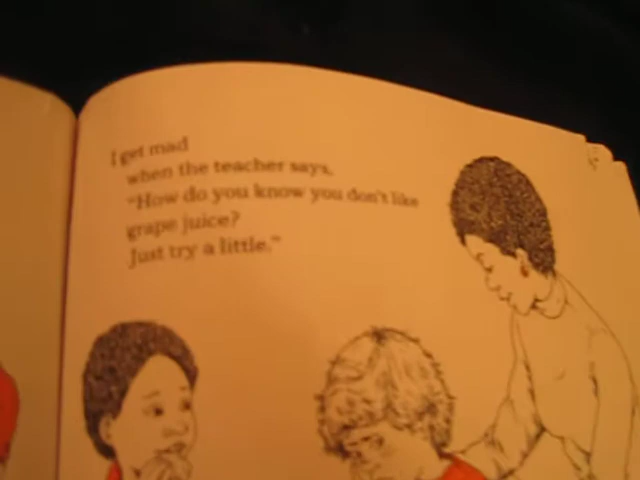 I get mad
when the teacher says,
"How do you know you don't like
grape juice?
Just try a little."